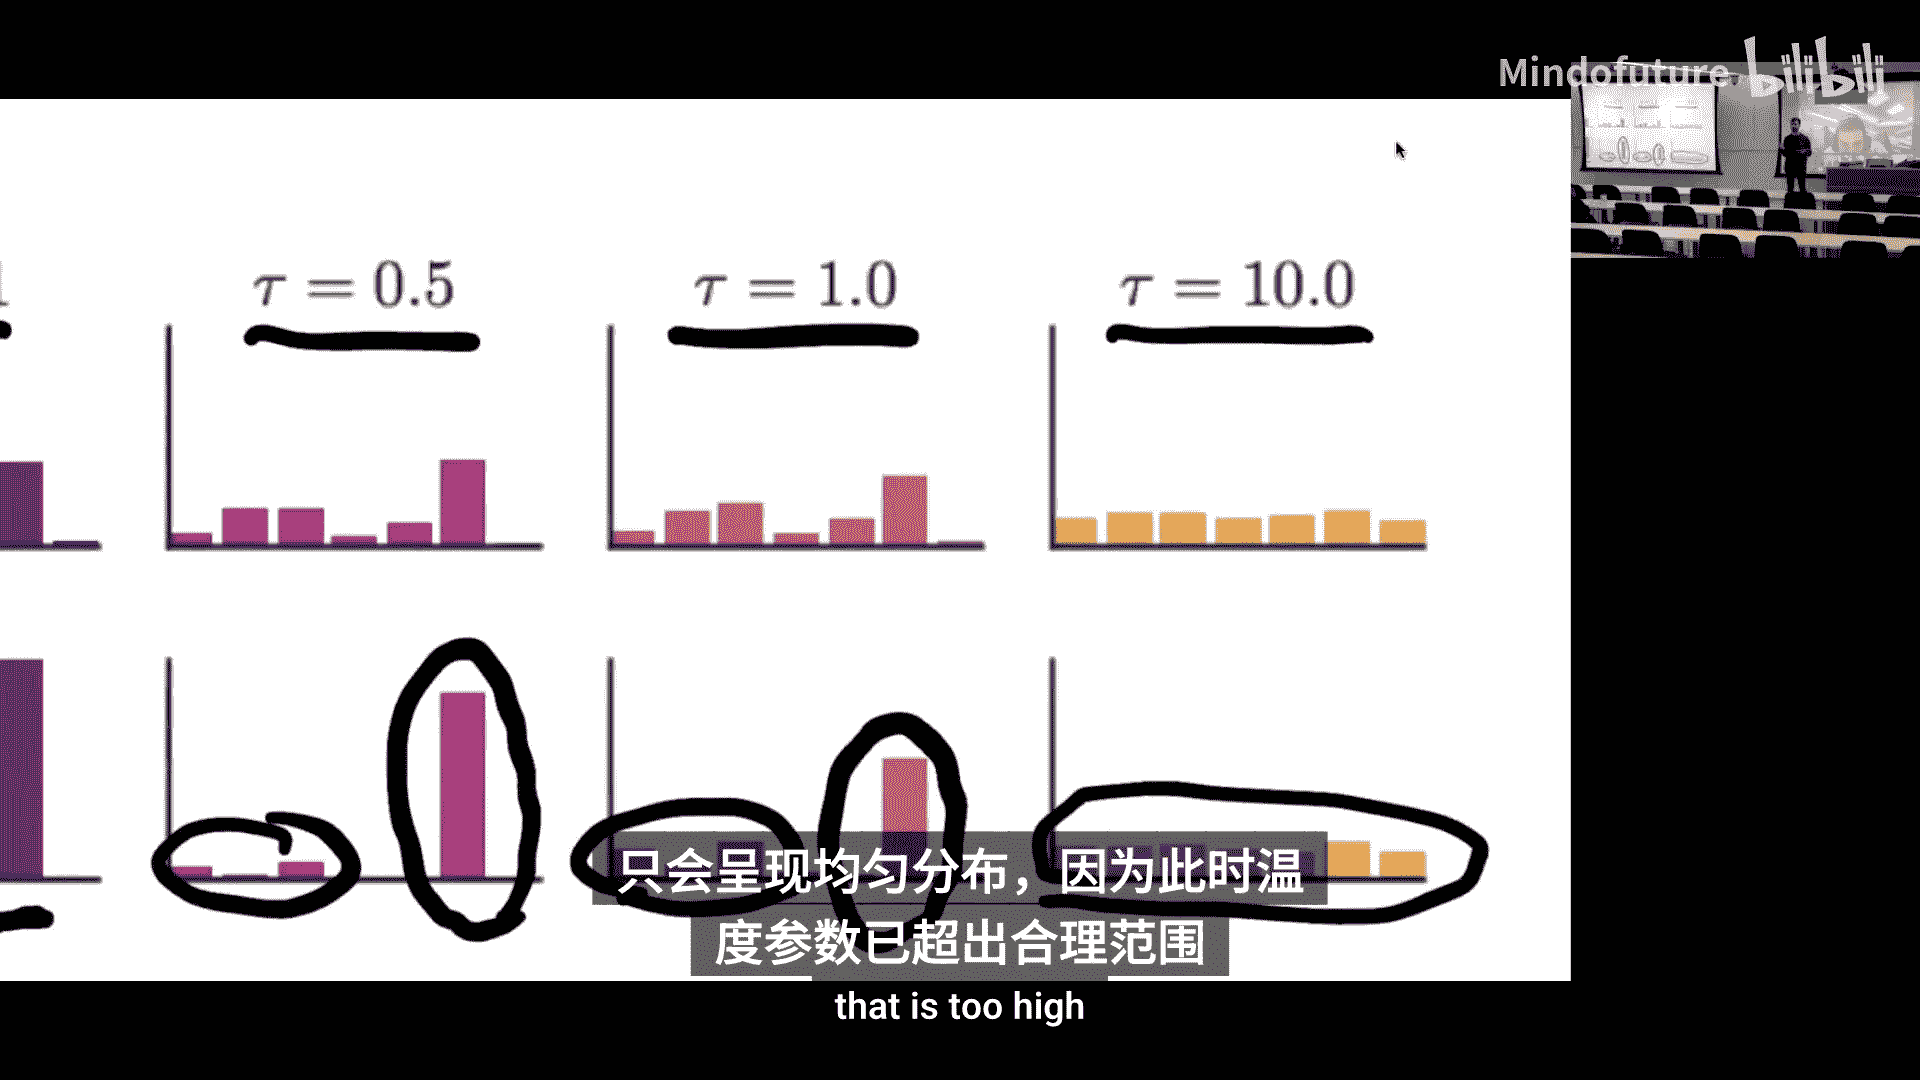 Mindofuture bilibili
τ = 0.5
τ = 1.0
τ = 10.0
只会呈现均匀分布，因为此时温
度参数已超出合理范围
that is too high